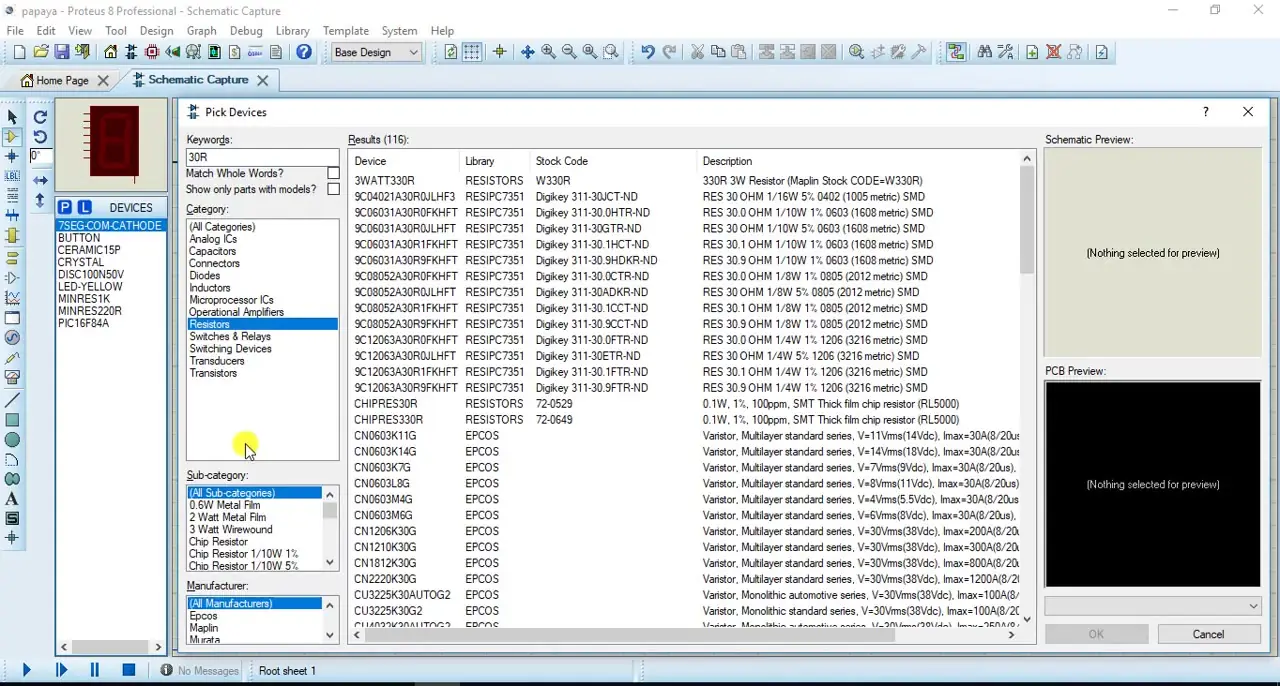 papaya - Proteus 8 Professional - Schematic Capture
File Edit View Tool Design Graph Debug Library Template System Help
Base Design
Home Page Schematic Capture
Pick Devices
Keywords:
30R
Match Whole Words?
Show only parts with models?
Category:
(All Categories)
Analog ICs
Capacitors
Connectors
Diodes
Inductors
Microprocessor ICs
Operational Amplifiers
Resistors
Switches & Relays
Switching Devices
Transducers
Transistors
Sub-category:
(All Sub-categories)
0.6W Metal Film
2 Watt Metal Film
3 Watt Wirewound
Chip Resistor
Chip Resistor 1/10W 1%
Chip Resistor 1/10W 5%
Manufacturer:
(All Manufacturers)
Epcos
Maplin
Murata
0°
LBL
P L DEVICES
7SEG-COM-CATHODE
BUTTON
CERAMIC15P
CRYSTAL
DISC100N50V
LED-YELLOW
MINRES1K
MINRES220R
PIC16F84A
Results (116):
Device Library Stock Code Description
3WATT330R RESISTORS W330R 330R 3W Resistor (Maplin Stock CODE=W330R)
9C04021A30R0JLHF3 RESIPC7351 Digikey 311-30JCT-ND RES 30 OHM 1/16W 5% 0402 (1005 metric) SMD
9C06031A30R0FKHFT RESIPC7351 Digikey 311-30.0HTR-ND RES 30.0 OHM 1/10W 1% 0603 (1608 metric) SMD
9C06031A30R0JLHFT RESIPC7351 Digikey 311-30GTR-ND RES 30 OHM 1/10W 5% 0603 (1608 metric) SMD
9C06031A30R1FKHFT RESIPC7351 Digikey 311-30.1HCT-ND RES 30.1 OHM 1/10W 1% 0603 (1608 metric) SMD
9C06031A30R9FKHFT RESIPC7351 Digikey 311-30.9HDKR-ND RES 30.9 OHM 1/10W 1% 0603 (1608 metric) SMD
9C08052A30R0FKHFT RESIPC7351 Digikey 311-30.0CTR-ND RES 30.0 OHM 1/8W 1% 0805 (2012 metric) SMD
9C08052A30R0JLHFT RESIPC7351 Digikey 311-30ADKR-ND RES 30 OHM 1/8W 5% 0805 (2012 metric) SMD
9C08052A30R1FKHFT RESIPC7351 Digikey 311-30.1CCT-ND RES 30.1 OHM 1/8W 1% 0805 (2012 metric) SMD
9C08052A30R9FKHFT RESIPC7351 Digikey 311-30.9CCT-ND RES 30.9 OHM 1/8W 1% 0805 (2012 metric) SMD
9C12063A30R0FKHFT RESIPC7351 Digikey 311-30.0FTR-ND RES 30.0 OHM 1/4W 1% 1206 (3216 metric) SMD
9C12063A30R0JLHFT RESIPC7351 Digikey 311-30ETR-ND RES 30 OHM 1/4W 5% 1206 (3216 metric) SMD
9C12063A30R1FKHFT RESIPC7351 Digikey 311-30.1FTR-ND RES 30.1 OHM 1/4W 1% 1206 (3216 metric) SMD
9C12063A30R9FKHFT RESIPC7351 Digikey 311-30.9FTR-ND RES 30.9 OHM 1/4W 1% 1206 (3216 metric) SMD
CHIPRES30R RESISTORS 72-0529 0.1W, 1%, 100ppm, SMT Thick film chip resistor (RL5000)
CHIPRES330R RESISTORS 72-0649 0.1W, 1%, 100ppm, SMT Thick film chip resistor (RL5000)
CN0603K11G EPCOS Varistor, Multilayer standard series, V=11Vrms(14Vdc), Imax=30A(8/20us
CN0603K14G EPCOS Varistor, Multilayer standard series, V=14Vrms(18Vdc), Imax=30A(8/20us
CN0603K7G EPCOS Varistor, Multilayer standard series, V=7Vrms(9Vdc), Imax=30A(8/20us),
CN0603L8G EPCOS Varistor, Multilayer standard series, V=8Vrms(11Vdc), Imax=30A(8/20us),
CN0603M4G EPCOS Varistor, Multilayer standard series, V=4Vrms(5.5Vdc), Imax=30A(8/20us
CN0603M6G EPCOS Varistor, Multilayer standard series, V=6Vrms(8Vdc), Imax=30A(8/20us),
CN1206K30G EPCOS Varistor, Multilayer standard series, V=30Vrms(38Vdc), Imax=200A(8/2
CN1210K30G EPCOS Varistor, Multilayer standard series, V=30Vrms(38Vdc), Imax=300A(8/2
CN1812K30G EPCOS Varistor, Multilayer standard series, V=30Vrms(38Vdc), Imax=800A(8/2
CN2220K30G EPCOS Varistor, Multilayer standard series, V=30Vrms(38Vdc), Imax=1200A(8/
CU3225K30AUTOG2 EPCOS Varistor, Monolithic automotive series, V=30Vrms(38Vdc), Imax=100A(8/
CU3225K30G2 EPCOS Varistor, Monolithic standard series, V=30Vrms(38Vdc), Imax=100A(8/20
CU4032K30AUTOG2 EPCOS Varistor, Monolithic automotive series, V=30Vrms(38Vdc), Imax=250A(8/
Schematic Preview:
(Nothing selected for preview)
PCB Preview:
(Nothing selected for preview)
OK Cancel
No Messages Root sheet 1